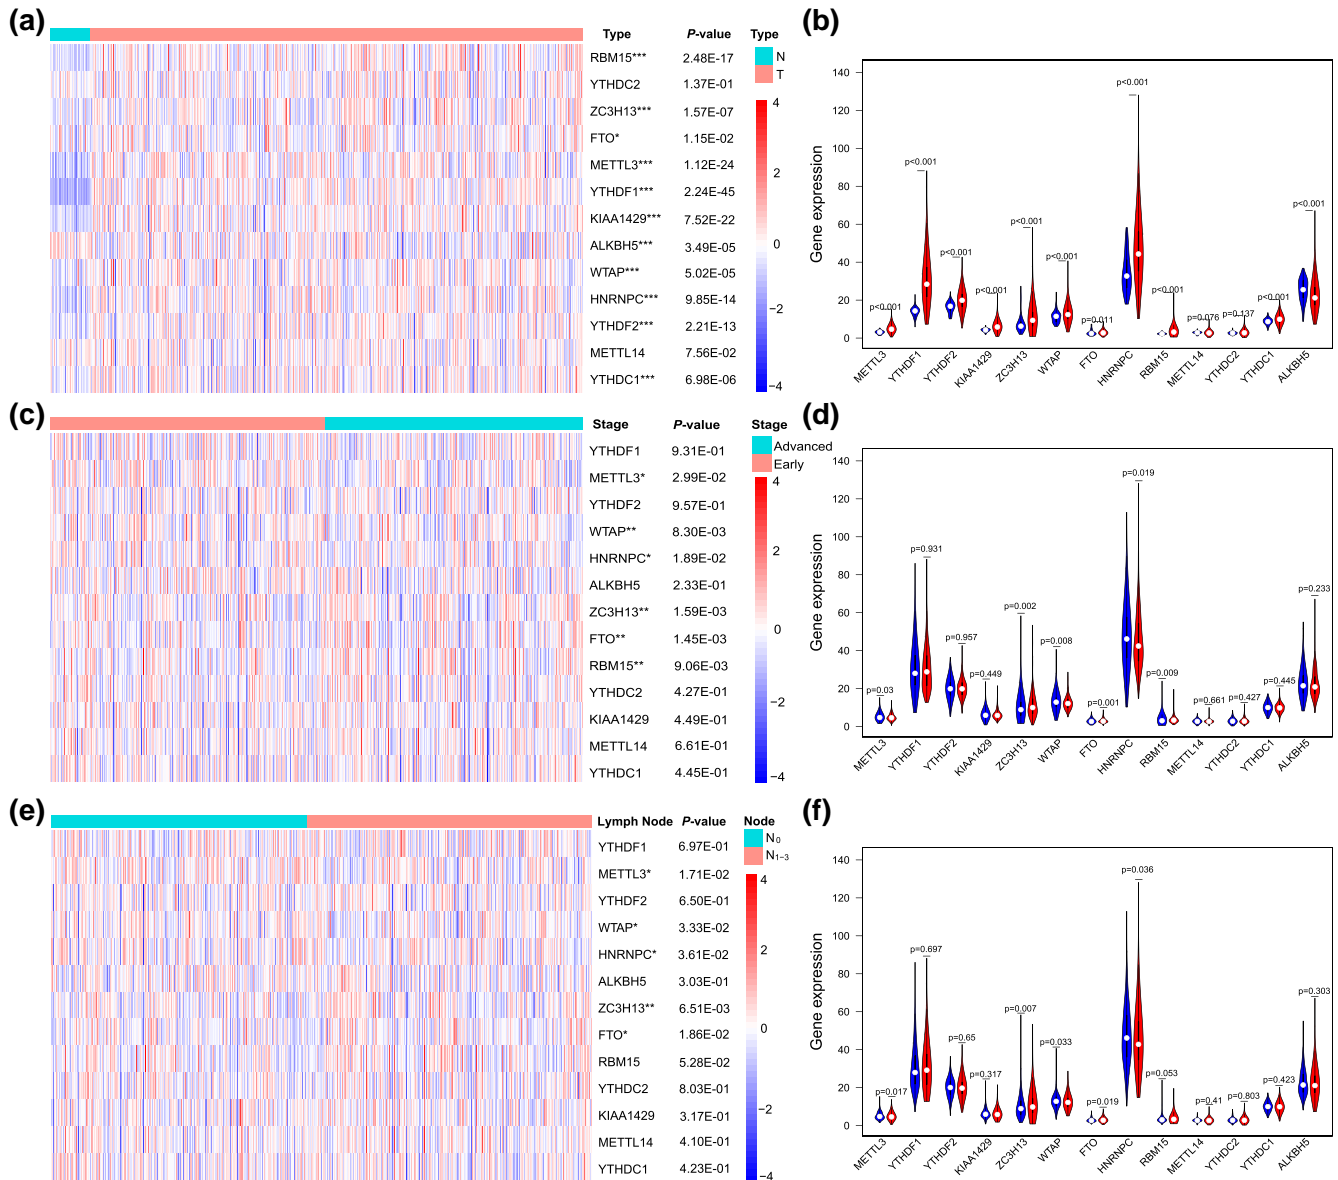 (a)
Type P-value Type
N
T
RBM15*** 2.48E-17
YTHDC2 1.37E-01
ZC3H13*** 1.57E-07
FTO* 1.15E-02
METTL3*** 1.12E-24
YTHDF1*** 2.24E-45
KIAA1429*** 7.52E-22
ALKBH5*** 3.49E-05
WTAP*** 5.02E-05
HNRNPC*** 9.85E-14
YTHDF2*** 2.21E-13
METTL14 7.56E-02
YTHDC1*** 6.98E-06
4
2
0
−2
−4
(b)
Gene expression
140
120
100
80
60
40
20
0
p<0.001
p<0.001
p<0.001
p<0.001
p<0.001
p<0.001
p=0.011
p<0.001
p<0.001
p=0.076
p=0.137
p<0.001
p<0.001
METTL3
YTHDF1
YTHDF2
KIAA1429
ZC3H13
WTAP
FTO
HNRNPC
RBM15
METTL14
YTHDC2
YTHDC1
ALKBH5
(c)
Stage P-value Stage
Advanced
Early
YTHDF1 9.31E-01
METTL3* 2.99E-02
YTHDF2 9.57E-01
WTAP** 8.30E-03
HNRNPC* 1.89E-02
ALKBH5 2.33E-01
ZC3H13** 1.59E-03
FTO** 1.45E-03
RBM15** 9.06E-03
YTHDC2 4.27E-01
KIAA1429 4.49E-01
METTL14 6.61E-01
YTHDC1 4.45E-01
4
2
0
−2
−4
(d)
Gene expression
140
120
100
80
60
40
20
0
p=0.03
p=0.931
p=0.957
p=0.449
p=0.002
p=0.008
p=0.001
p=0.019
p=0.009
p=0.661
p=0.427
p=0.445
p=0.233
METTL3
YTHDF1
YTHDF2
KIAA1429
ZC3H13
WTAP
FTO
HNRNPC
RBM15
METTL14
YTHDC2
YTHDC1
ALKBH5
(e)
Lymph Node P-value Node
N0
N1−3
YTHDF1 6.97E-01
METTL3* 1.71E-02
YTHDF2 6.50E-01
WTAP* 3.33E-02
HNRNPC* 3.61E-02
ALKBH5 3.03E-01
ZC3H13** 6.51E-03
FTO* 1.86E-02
RBM15 5.28E-02
YTHDC2 8.03E-01
KIAA1429 3.17E-01
METTL14 4.10E-01
YTHDC1 4.23E-01
4
2
0
−2
−4
(f)
Gene expression
140
120
100
80
60
40
20
0
p=0.017
p=0.697
p=0.65
p=0.317
p=0.007
p=0.033
p=0.019
p=0.036
p=0.053
p=0.41
p=0.803
p=0.423
p=0.303
METTL3
YTHDF1
YTHDF2
KIAA1429
ZC3H13
WTAP
FTO
HNRNPC
RBM15
METTL14
YTHDC2
YTHDC1
ALKBH5